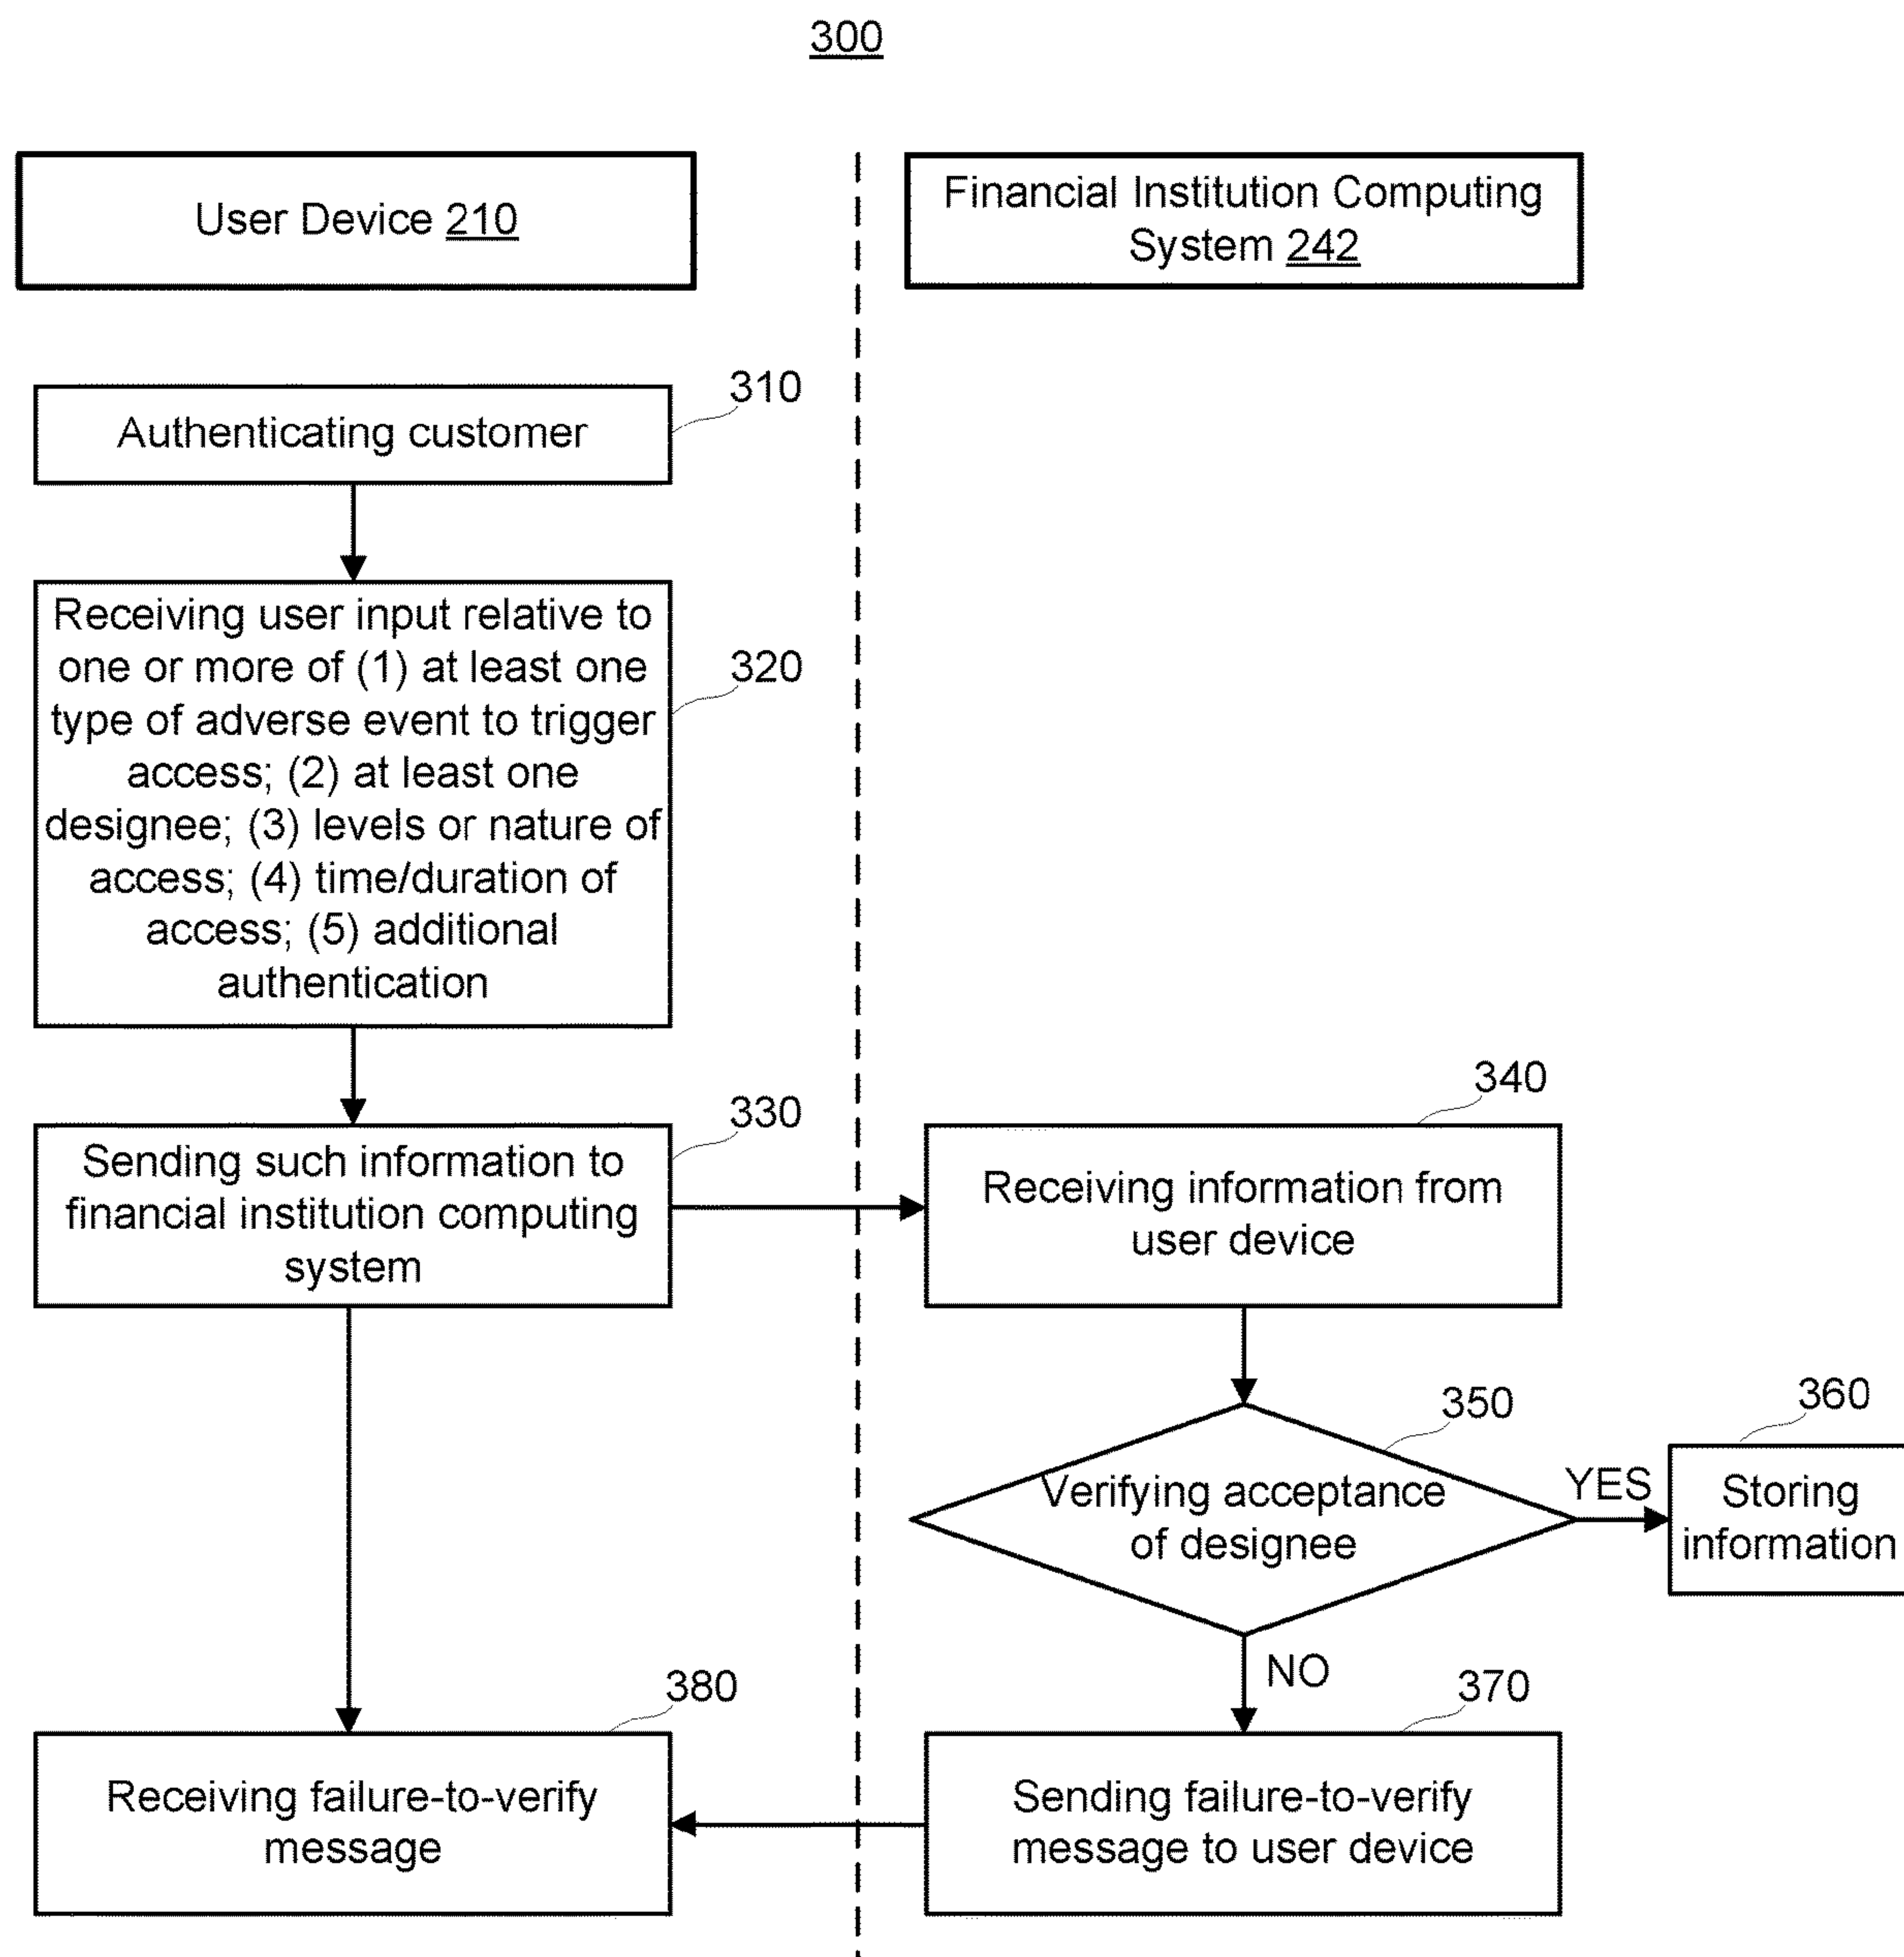 300
User Device 210
Financial Institution Computing
System 242
310
Authenticating customer
320
Receiving user input relative to
one or more of (1) at least one
type of adverse event to trigger
access; (2) at least one
designee; (3) levels or nature of
access; (4) time/duration of
access; (5) additional
authentication
330
Sending such information to
financial institution computing
system
340
Receiving information from
user device
350
Verifying acceptance
of designee
YES
360
Storing
information
NO
370
Sending failure-to-verify
message to user device
380
Receiving failure-to-verify
message